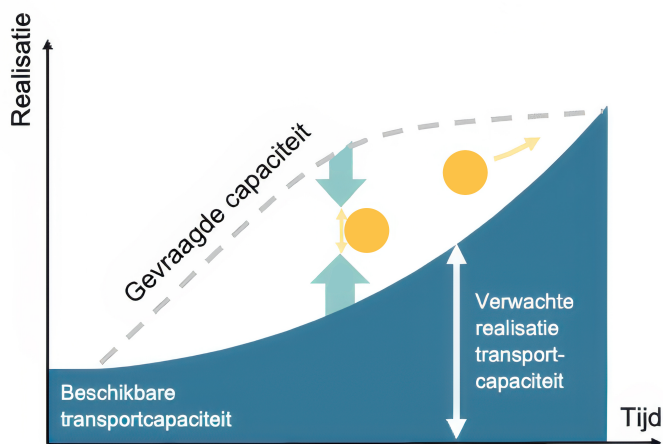 Realisatie
Gevraagde capaciteit
Verwachte
realisatie
transport-
capaciteit
Beschikbare
transportcapaciteit
Tijd